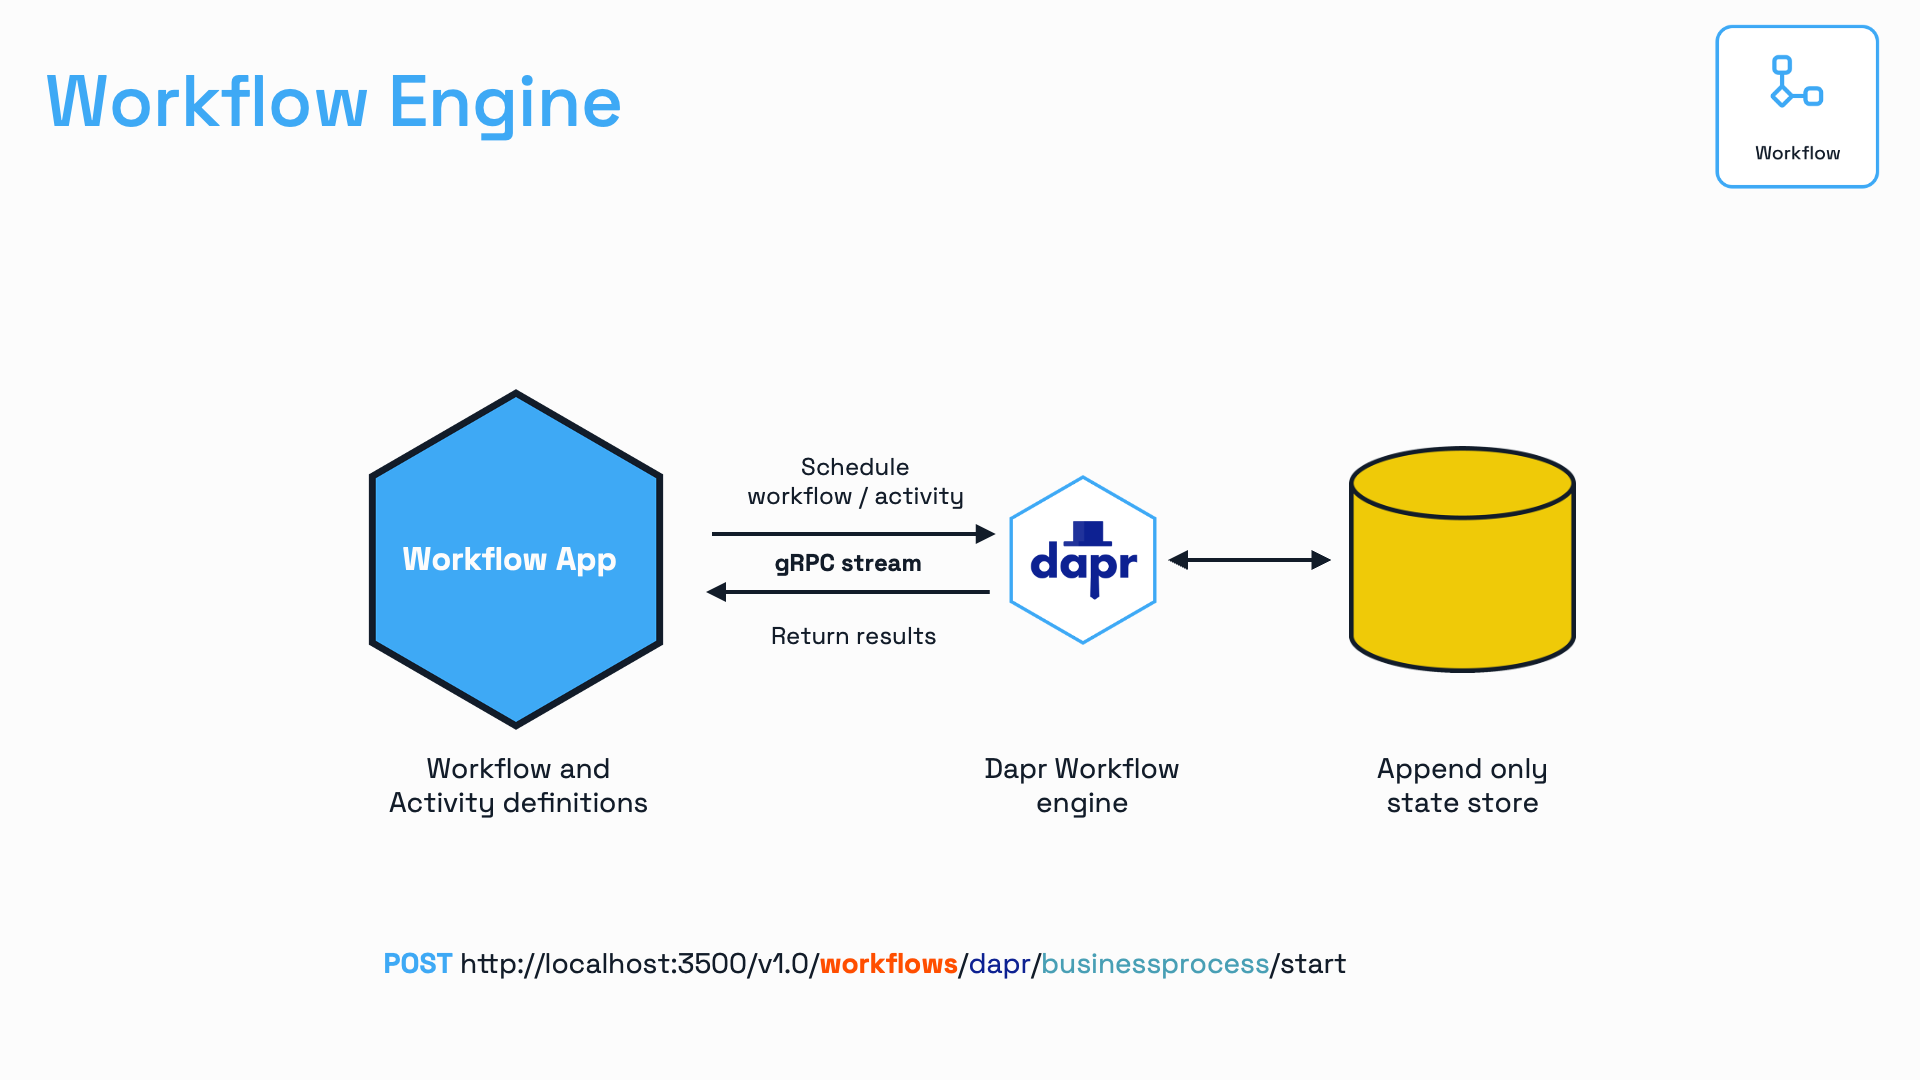 Workflow Engine
Workflow
Workflow App
Schedule
workflow / activity
gRPC stream
Return results
dapr
Workflow and
Activity definitions
Dapr Workflow
engine
Append only
state store
POST http://localhost:3500/v1.0/workflows/dapr/businessprocess/start